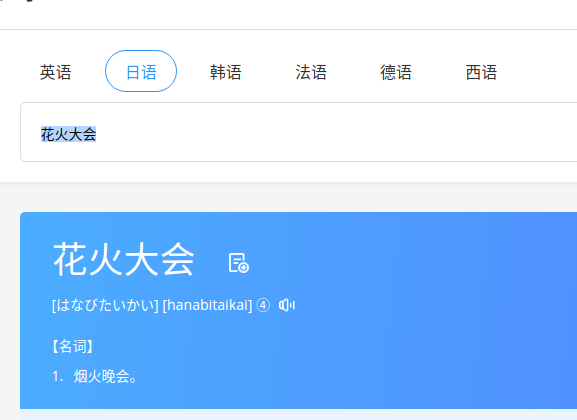 英语 日语 韩语 法语 德语 西语
花火大会
花火大会
[はなびたいかい] [hanabitaikai] ④
【名词】
1. 烟火晚会。